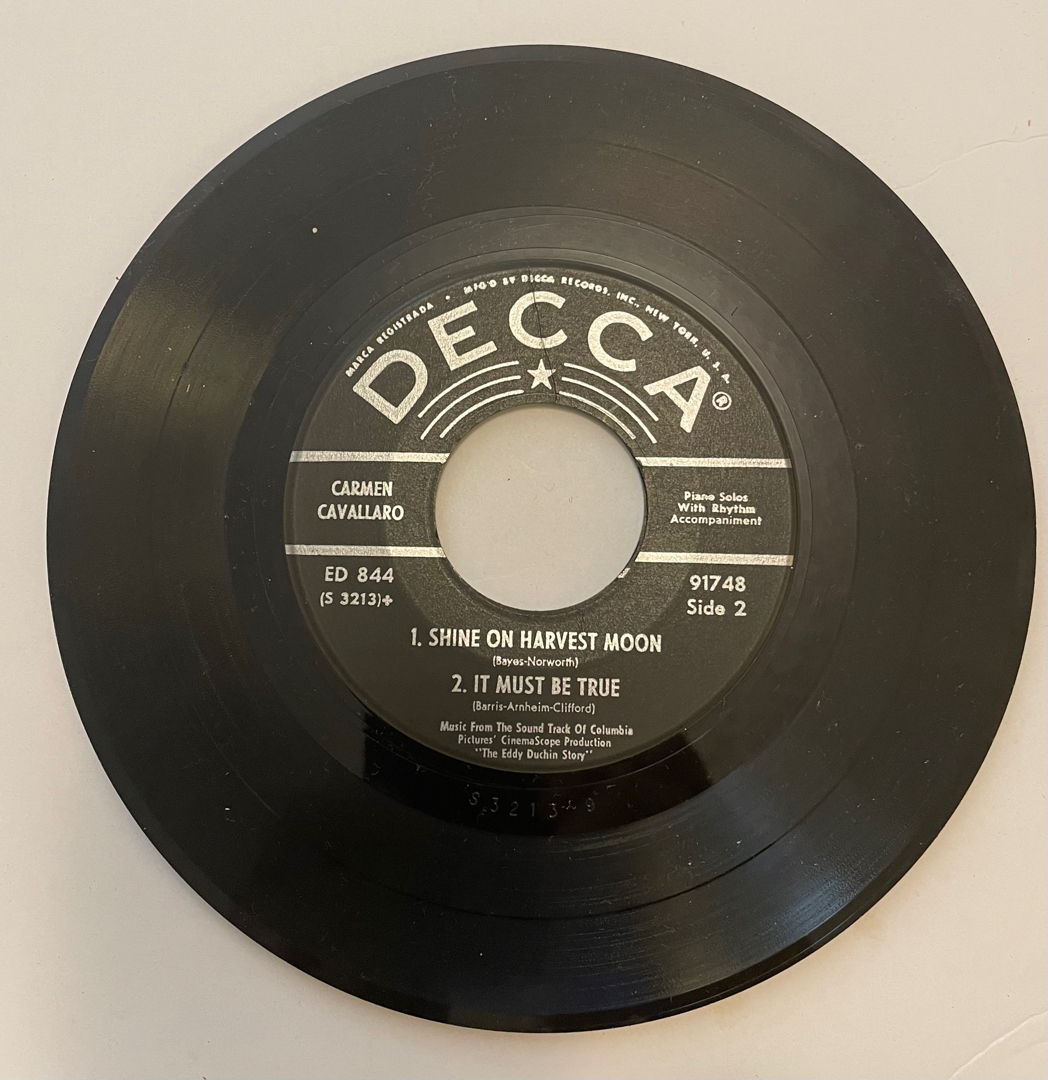 MARCA REGISTRADA • MFG'D BY DECCA RECORDS, INC., NEW YORK, U.S.A.
DECCA®
CARMEN
CAVALLARO
Piano Solos
With Rhythm
Accompaniment
ED 844
(S 3213)+
91748
Side 2
1. SHINE ON HARVEST MOON
(Bayes-Norworth)
2. IT MUST BE TRUE
(Barris-Arnheim-Clifford)
Music From The Sound Track Of Columbia
Pictures' CinemaScope Production
"The Eddy Duchin Story"
S 3213